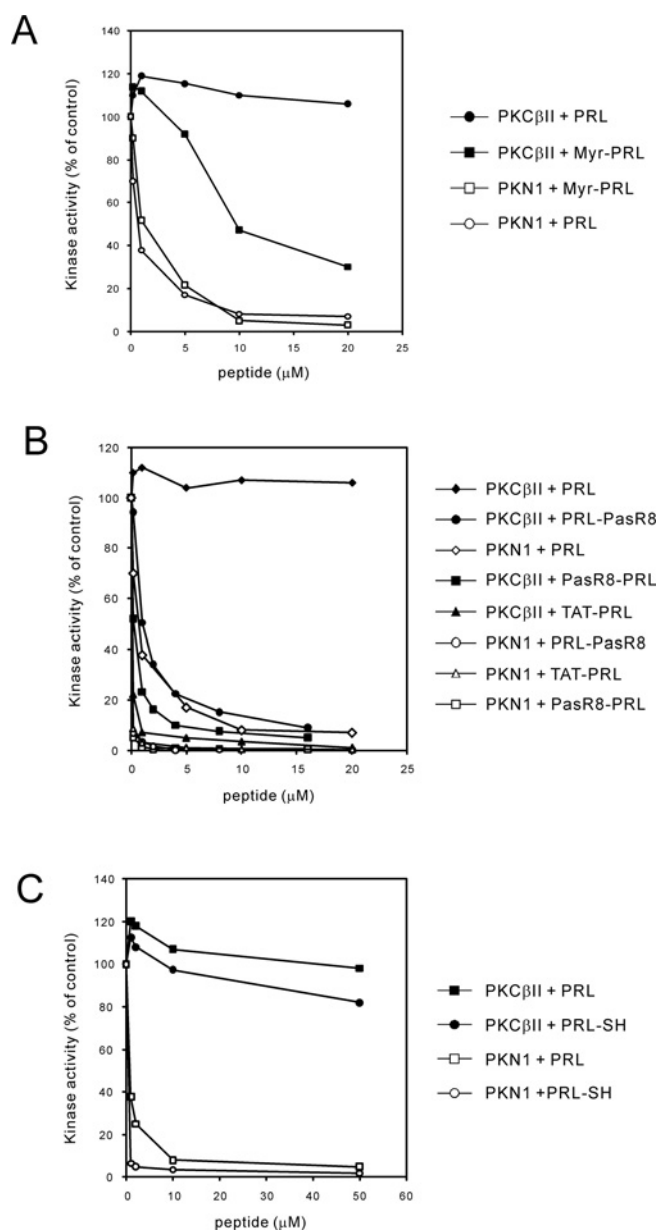 A
Kinase activity (% of control)
140
120
100
80
60
40
20
0
0 5 10 15 20 25
peptide (μM)
PKCβII + PRL
PKCβII + Myr-PRL
PKN1 + Myr-PRL
PKN1 + PRL
B
Kinase activity (% of control)
120
100
80
60
40
20
0
0 5 10 15 20 25
peptide (μM)
PKCβII + PRL
PKCβII + PRL-PasR8
PKN1 + PRL
PKCβII + PasR8-PRL
PKCβII + TAT-PRL
PKN1 + PRL-PasR8
PKN1 + TAT-PRL
PKN1 + PasR8-PRL
C
Kinase activity (% of control)
140
120
100
80
60
40
20
0
0 10 20 30 40 50 60
peptide (μM)
PKCβII + PRL
PKCβII + PRL-SH
PKN1 + PRL
PKN1 +PRL-SH